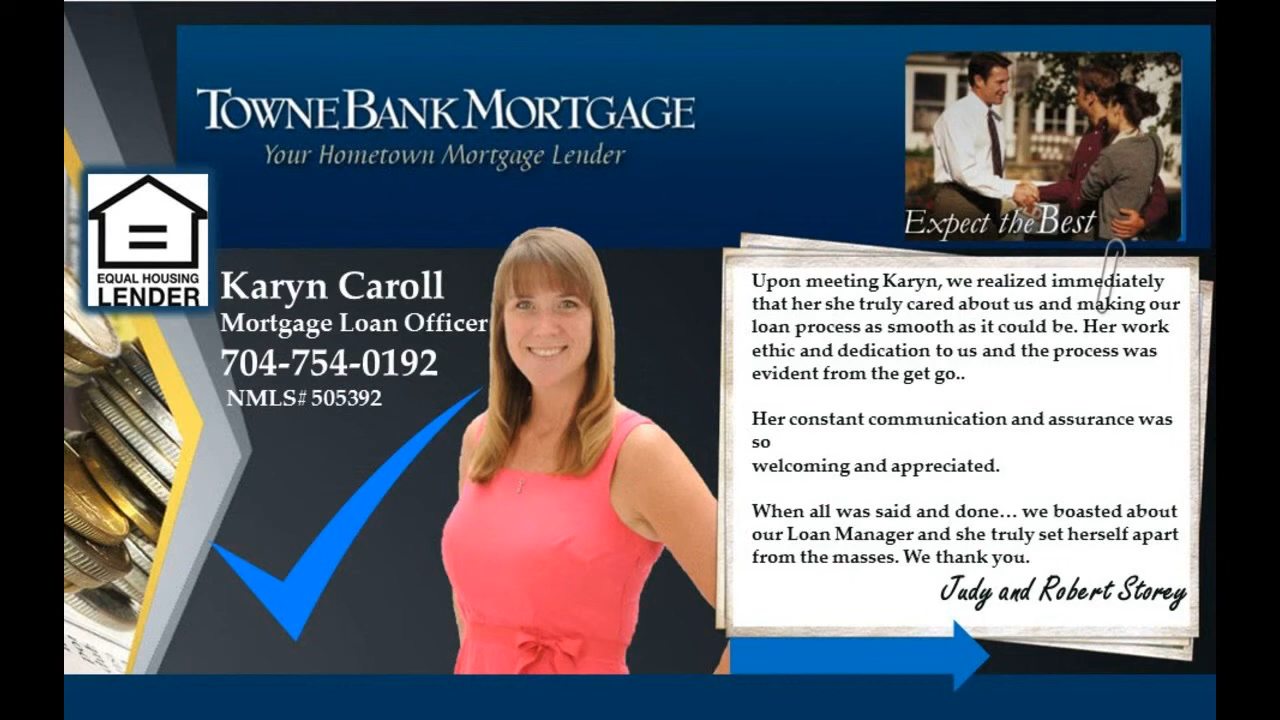 TOWNEBANK MORTGAGE
Your Hometown Mortgage Lender
Expect the Best
EQUAL HOUSING
LENDER
Karyn Caroll
Mortgage Loan Officer
704-754-0192
NMLS# 505392
Upon meeting Karyn, we realized immediately
that her she truly cared about us and making our
loan process as smooth as it could be. Her work
ethic and dedication to us and the process was
evident from the get go..
Her constant communication and assurance was
so
welcoming and appreciated.
When all was said and done… we boasted about
our Loan Manager and she truly set herself apart
from the masses. We thank you.
Judy and Robert Storey